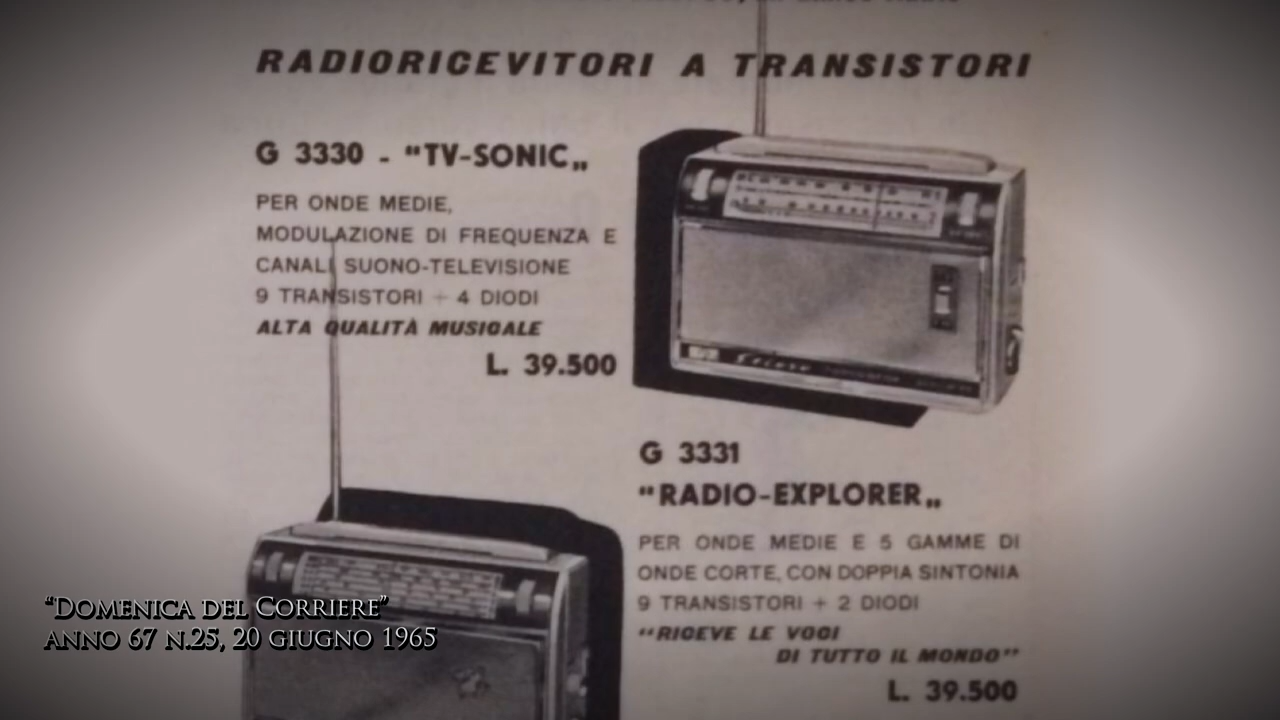 RADIORICEVITORI A TRANSISTORI
G 3330 - "TV-SONIC„
PER ONDE MEDIE,
MODULAZIONE DI FREQUENZA E
CANALI SUONO-TELEVISIONE
9 TRANSISTORI + 4 DIODI
ALTA QUALITÀ MUSICALE
L. 39.500
G 3331
"RADIO-EXPLORER„
PER ONDE MEDIE E 5 GAMME DI
ONDE CORTE, CON DOPPIA SINTONIA
9 TRANSISTORI + 2 DIODI
"RICEVE LE VOCI
DI TUTTO IL MONDO"
L. 39.500
"DOMENICA DEL CORRIERE"
ANNO 67 N.25, 20 GIUGNO 1965